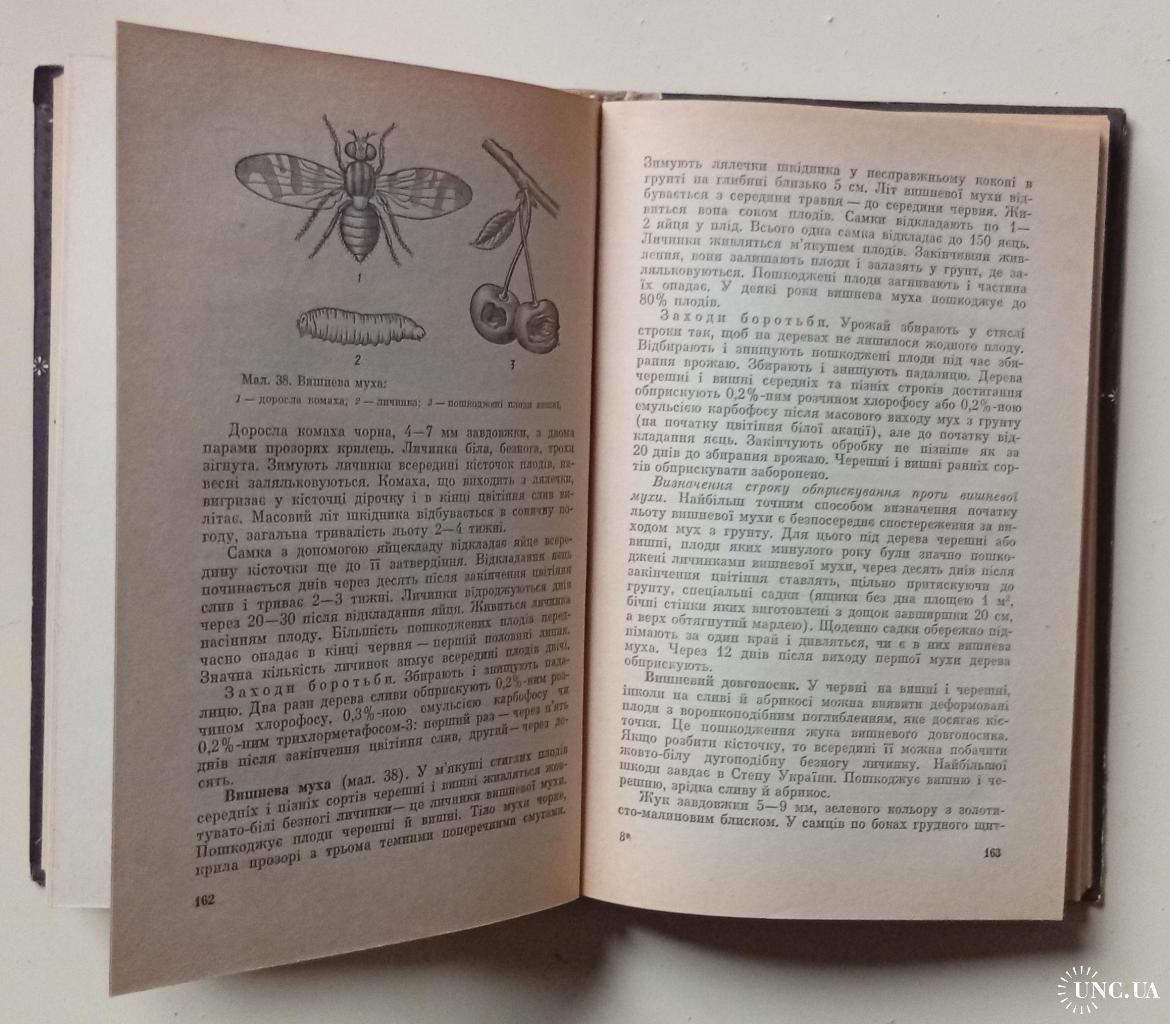 1
2
3
Мал. 38. Вишнева муха:
1 — доросла комаха; 2 — личинка; 3 — пошкоджені плоди вишні.
Доросла комаха чорна, 4—7 мм завдовжки, з двома
парами прозорих крилець. Личинка біла, безнога, трохи
зігнута. Зимують личинки всередині кісточок плодів, на-
весні заляльковуються. Комаха, що виходить з лялечки,
вигризає у кісточці дірочку і в кінці цвітіння слив ви-
літає. Масовий літ шкідника відбувається в сонячну по-
году, загальна тривалість льоту 2—4 тижні.
Самка з допомогою яйцекладу відкладає яйце всере-
дину кісточки ще до її затвердіння. Відкладання яєць
починається днів через десять після закінчення цвітіння
слив і триває 2—3 тижні. Личинки відроджуються днів
через 20—30 після відкладання яйця. Живиться личинка
насінням плоду. Більшість пошкоджених плодів перед-
часно опадає в кінці червня — першій половині липня.
Значна кількість личинок зимує всередині плодів двічі.
Заходи боротьби. Збирають і знищують пада-
лицю. Два рази дерева сливи обприскують 0,2%-ним роз-
чином хлорофосу, 0,3%-ною емульсією карбофосу чи
0,2%-ним трихлорметафосом-3: перший раз — через п'ять
днів після закінчення цвітіння слив, другий — через де-
сять.
Вишнева муха (мал. 38). У м'якуші стиглих плодів
середніх і пізніх сортів черешні і вишні живляться жов-
тувато-білі безногі личинки — це личинки вишневої мухи.
Пошкоджує плоди черешні й вишні. Тіло мухи чорне,
крила прозорі з трьома темними поперечними смугами.
162
Зимують лялечки шкідника у несправжньому коконі в
грунті на глибині близько 5 см. Літ вишневої мухи від-
бувається з середини травня — до середини червня. Жи-
виться вона соком плодів. Самки відкладають по 1—
2 яйця у плід. Всього одна самка відкладає до 150 яєць.
Личинки живляться м'якушем плодів. Закінчивши жив-
лення, вони залишають плоди і залазять у грунт, де за-
ляльковуються. Пошкоджені плоди загнивають і частина
їх опадає. У деякі роки вишнева муха пошкоджує до
80% плодів.
Заходи боротьби. Урожай збирають у стислі
строки так, щоб на деревах не лишилося жодного плоду.
Відбирають і знищують пошкоджені плоди під час зби-
рання врожаю. Збирають і знищують падалицю. Дерева
черешні і вишні середніх та пізніх строків достигання
обприскують 0,2%-ним розчином хлорофосу або 0,2%-ною
емульсією карбофосу після масового виходу мух з грунту
(на початку цвітіння білої акації), але до початку від-
кладання яєць. Закінчують обробку не пізніше як за
20 днів до збирання врожаю. Черешні і вишні ранніх сор-
тів обприскувати заборонено.
Визначення строку обприскування проти вишневої
мухи. Найбільш точним способом визначення початку
льоту вишневої мухи є безпосереднє спостереження за ви-
ходом мух з грунту. Для цього під дерева черешні або
вишні, плоди яких минулого року були значно пошко-
джені личинками вишневої мухи, через десять днів після
закінчення цвітіння ставлять, щільно притискуючи до
грунту, спеціальні садки (ящики без дна площею 1 м²,
бічні стінки яких виготовлені з дощок завширшки 20 см,
а верх обтягнутий марлею). Щоденно садки обережно під-
німають за один край і дивляться, чи є в них вишнева
муха. Через 12 днів після виходу першої мухи дерева
обприскують.
Вишневий довгоносик. У червні на вишні і черешні,
інколи на сливі й абрикосі можна виявити деформовані
плоди з воронкоподібним поглибленням, яке досягає кіс-
точки. Це пошкодження жука вишневого довгоносика.
Якщо розбити кісточку, то всередині її можна побачити
жовто-білу дугоподібну безногу личинку. Найбільшої
шкоди завдає в Степу України. Пошкоджує вишню і че-
решню, зрідка сливу й абрикос.
Жук завдовжки 5—9 мм, зеленого кольору з золоти-
сто-малиновим блиском. У самців по боках грудного щит-
8*
163
UNC.UA